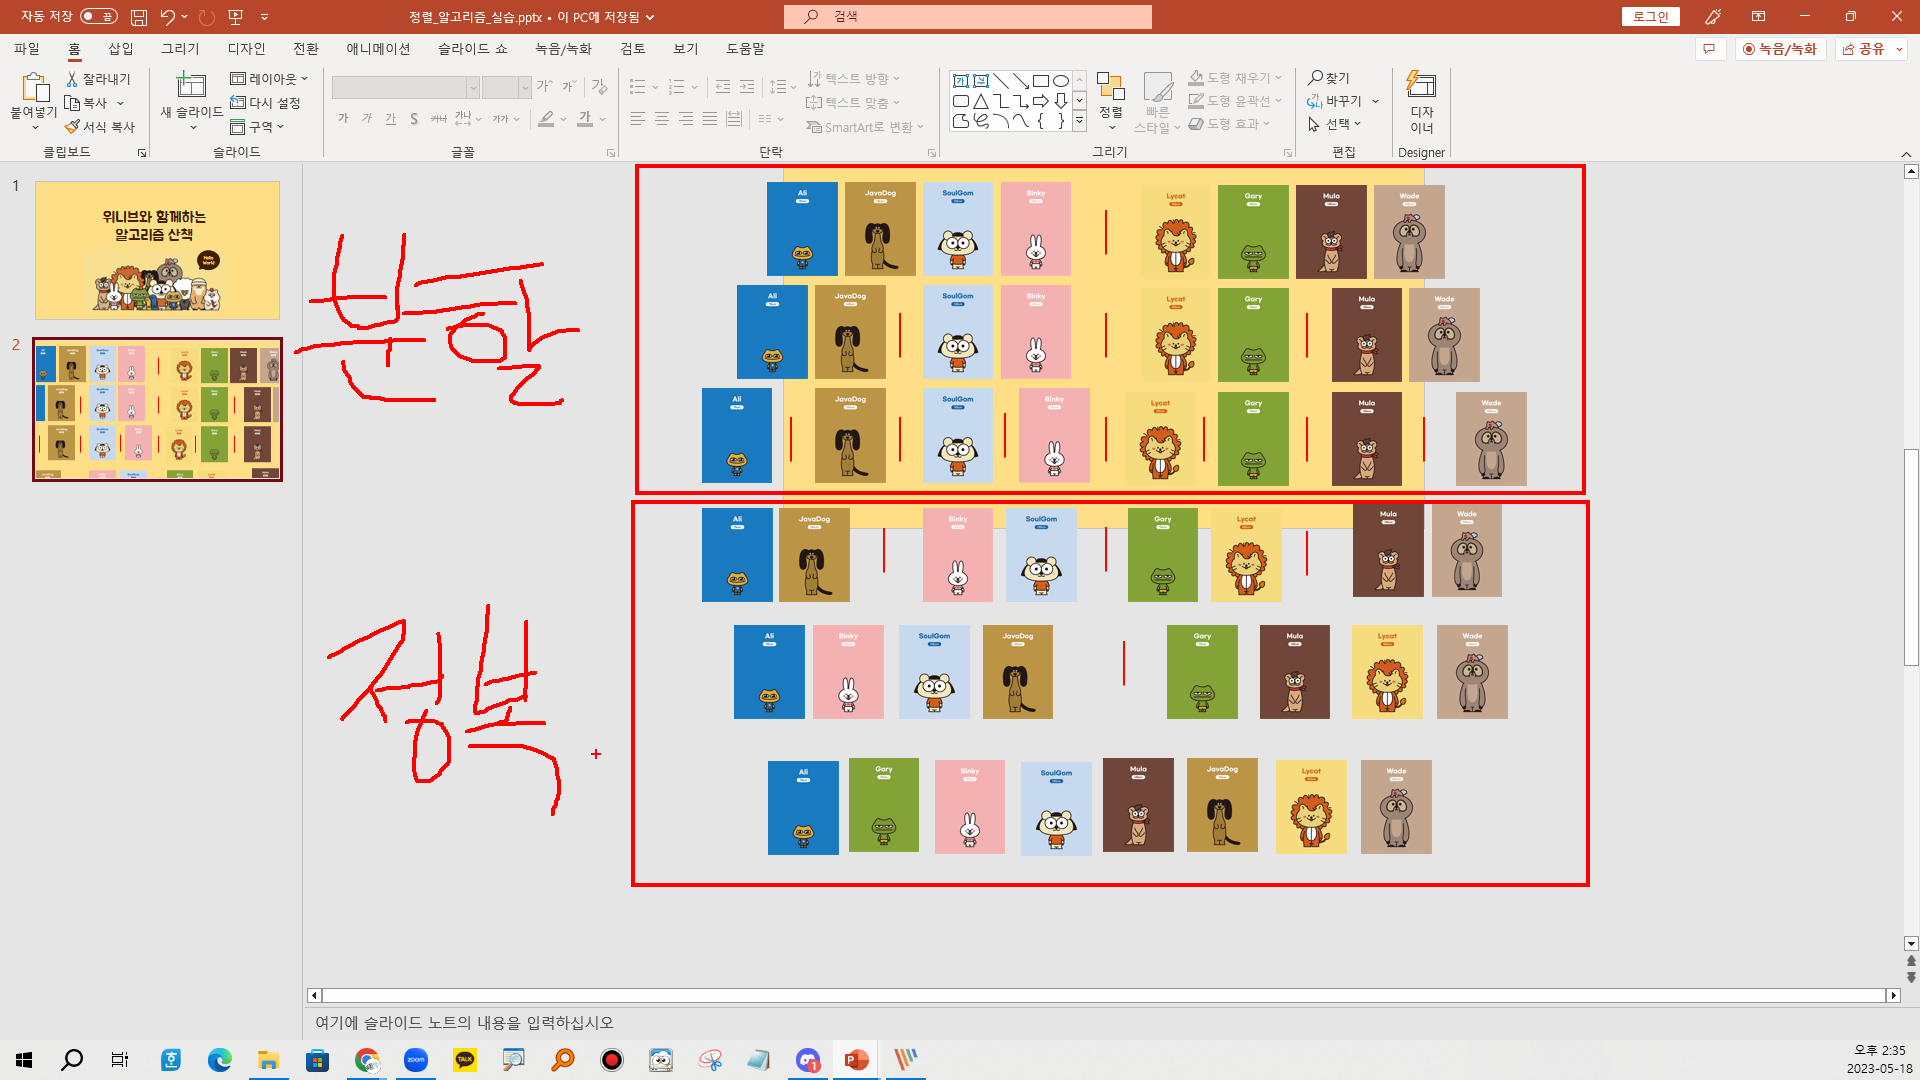 자동 저장 끔
정렬_알고리즘_실습.pptx • 이 PC에 저장됨
검색
로그인
파일 홈 삽입 그리기 디자인 전환 애니메이션 슬라이드 쇼 녹음/녹화 검토 보기 도움말
녹음/녹화 공유
붙여넣기 잘라내기 복사 서식 복사
클립보드
새 슬라이드 레이아웃 다시 설정 구역
슬라이드
가 가 가 S 가나 가가 가
글꼴
텍스트 방향
텍스트 맞춤
SmartArt로 변환
단락
정렬 빠른 스타일
도형 채우기
도형 윤곽선
도형 효과
그리기
찾기
바꾸기
선택
편집
디자이너
Designer
1
위니브와 함께하는
알고리즘 산책
Hello World
2
분할
Ali JavaDog SoulGom Binky Lycat Gary Mula Wade
Ali JavaDog SoulGom Binky Lycat Gary Mula Wade
Ali JavaDog SoulGom Binky Lycat Gary Mula Wade
정복
Ali JavaDog Binky SoulGom Gary Lycat Mula Wade
Ali Binky SoulGom JavaDog Gary Mula Lycat Wade
Ali Gary Binky SoulGom Mula JavaDog Lycat Wade
여기에 슬라이드 노트의 내용을 입력하십시오
zoom TALK 1 P
오후 2:35
2023-05-18